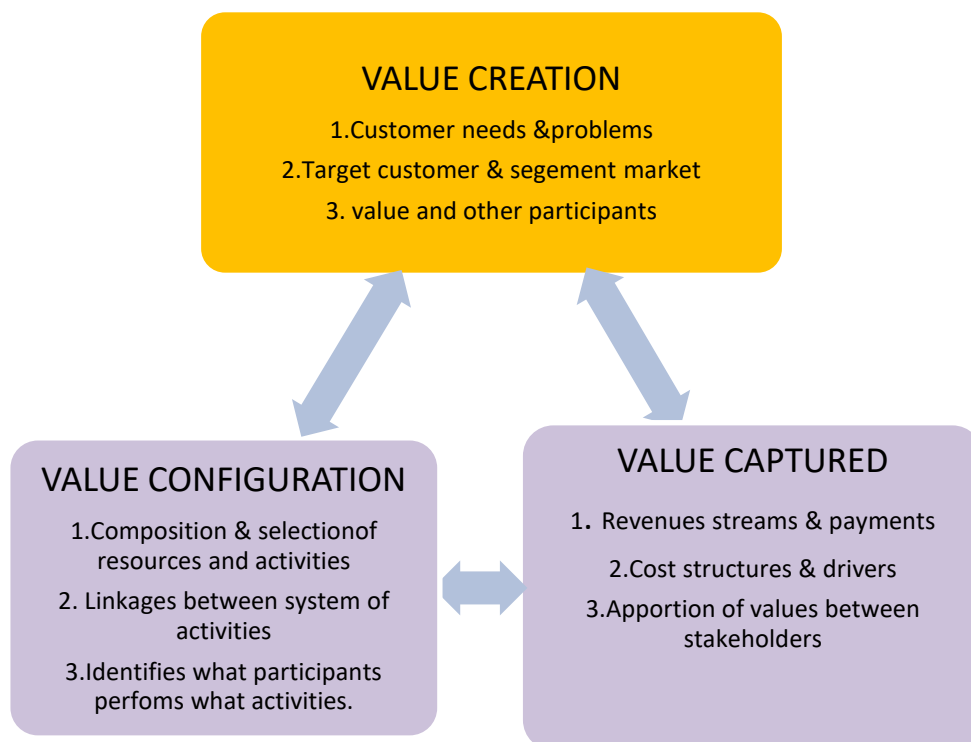 VALUE CREATION
1.Customer needs &problems
2.Target customer & segement market
3. value and other participants
VALUE CONFIGURATION
1.Composition & selectionof
resources and activities
2. Linkages between system of
activities
3.Identifies what participants
perfoms what activities.
VALUE CAPTURED
1. Revenues streams & payments
2.Cost structures & drivers
3.Apportion of values between
stakeholders